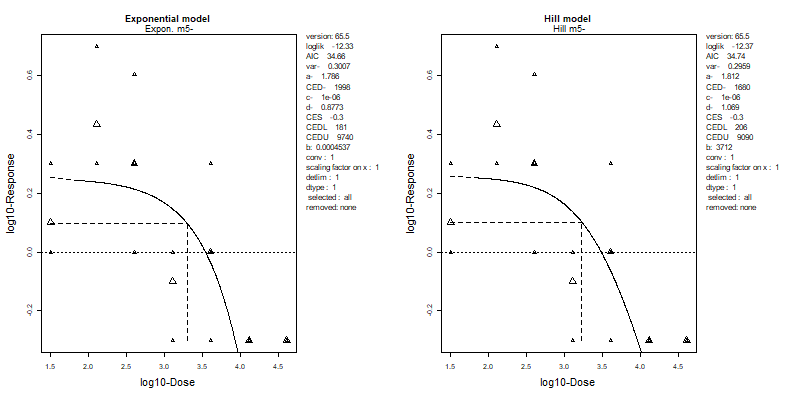 Exponential model
Expon. m5-
version: 65.5
loglik -12.33
AIC 34.66
var- 0.3007
a- 1.786
CED- 1998
c- 1e-06
d- 0.8773
CES -0.3
CEDL 181
CEDU 9740
b: 0.0004537
conv : 1
scaling factor on x : 1
detlim : 1
dtype : 1
selected : all
removed: none
log10-Response
0.6
0.4
0.2
0.0
-0.2
1.5 2.0 2.5 3.0 3.5 4.0 4.5
log10-Dose
Hill model
Hill m5-
version: 65.5
loglik -12.37
AIC 34.74
var- 0.2959
a- 1.812
CED- 1680
c- 1e-06
d- 1.069
CES -0.3
CEDL 206
CEDU 9090
b: 3712
conv : 1
scaling factor on x : 1
detlim : 1
dtype : 1
selected : all
removed: none
log10-Response
0.6
0.4
0.2
0.0
-0.2
1.5 2.0 2.5 3.0 3.5 4.0 4.5
log10-Dose